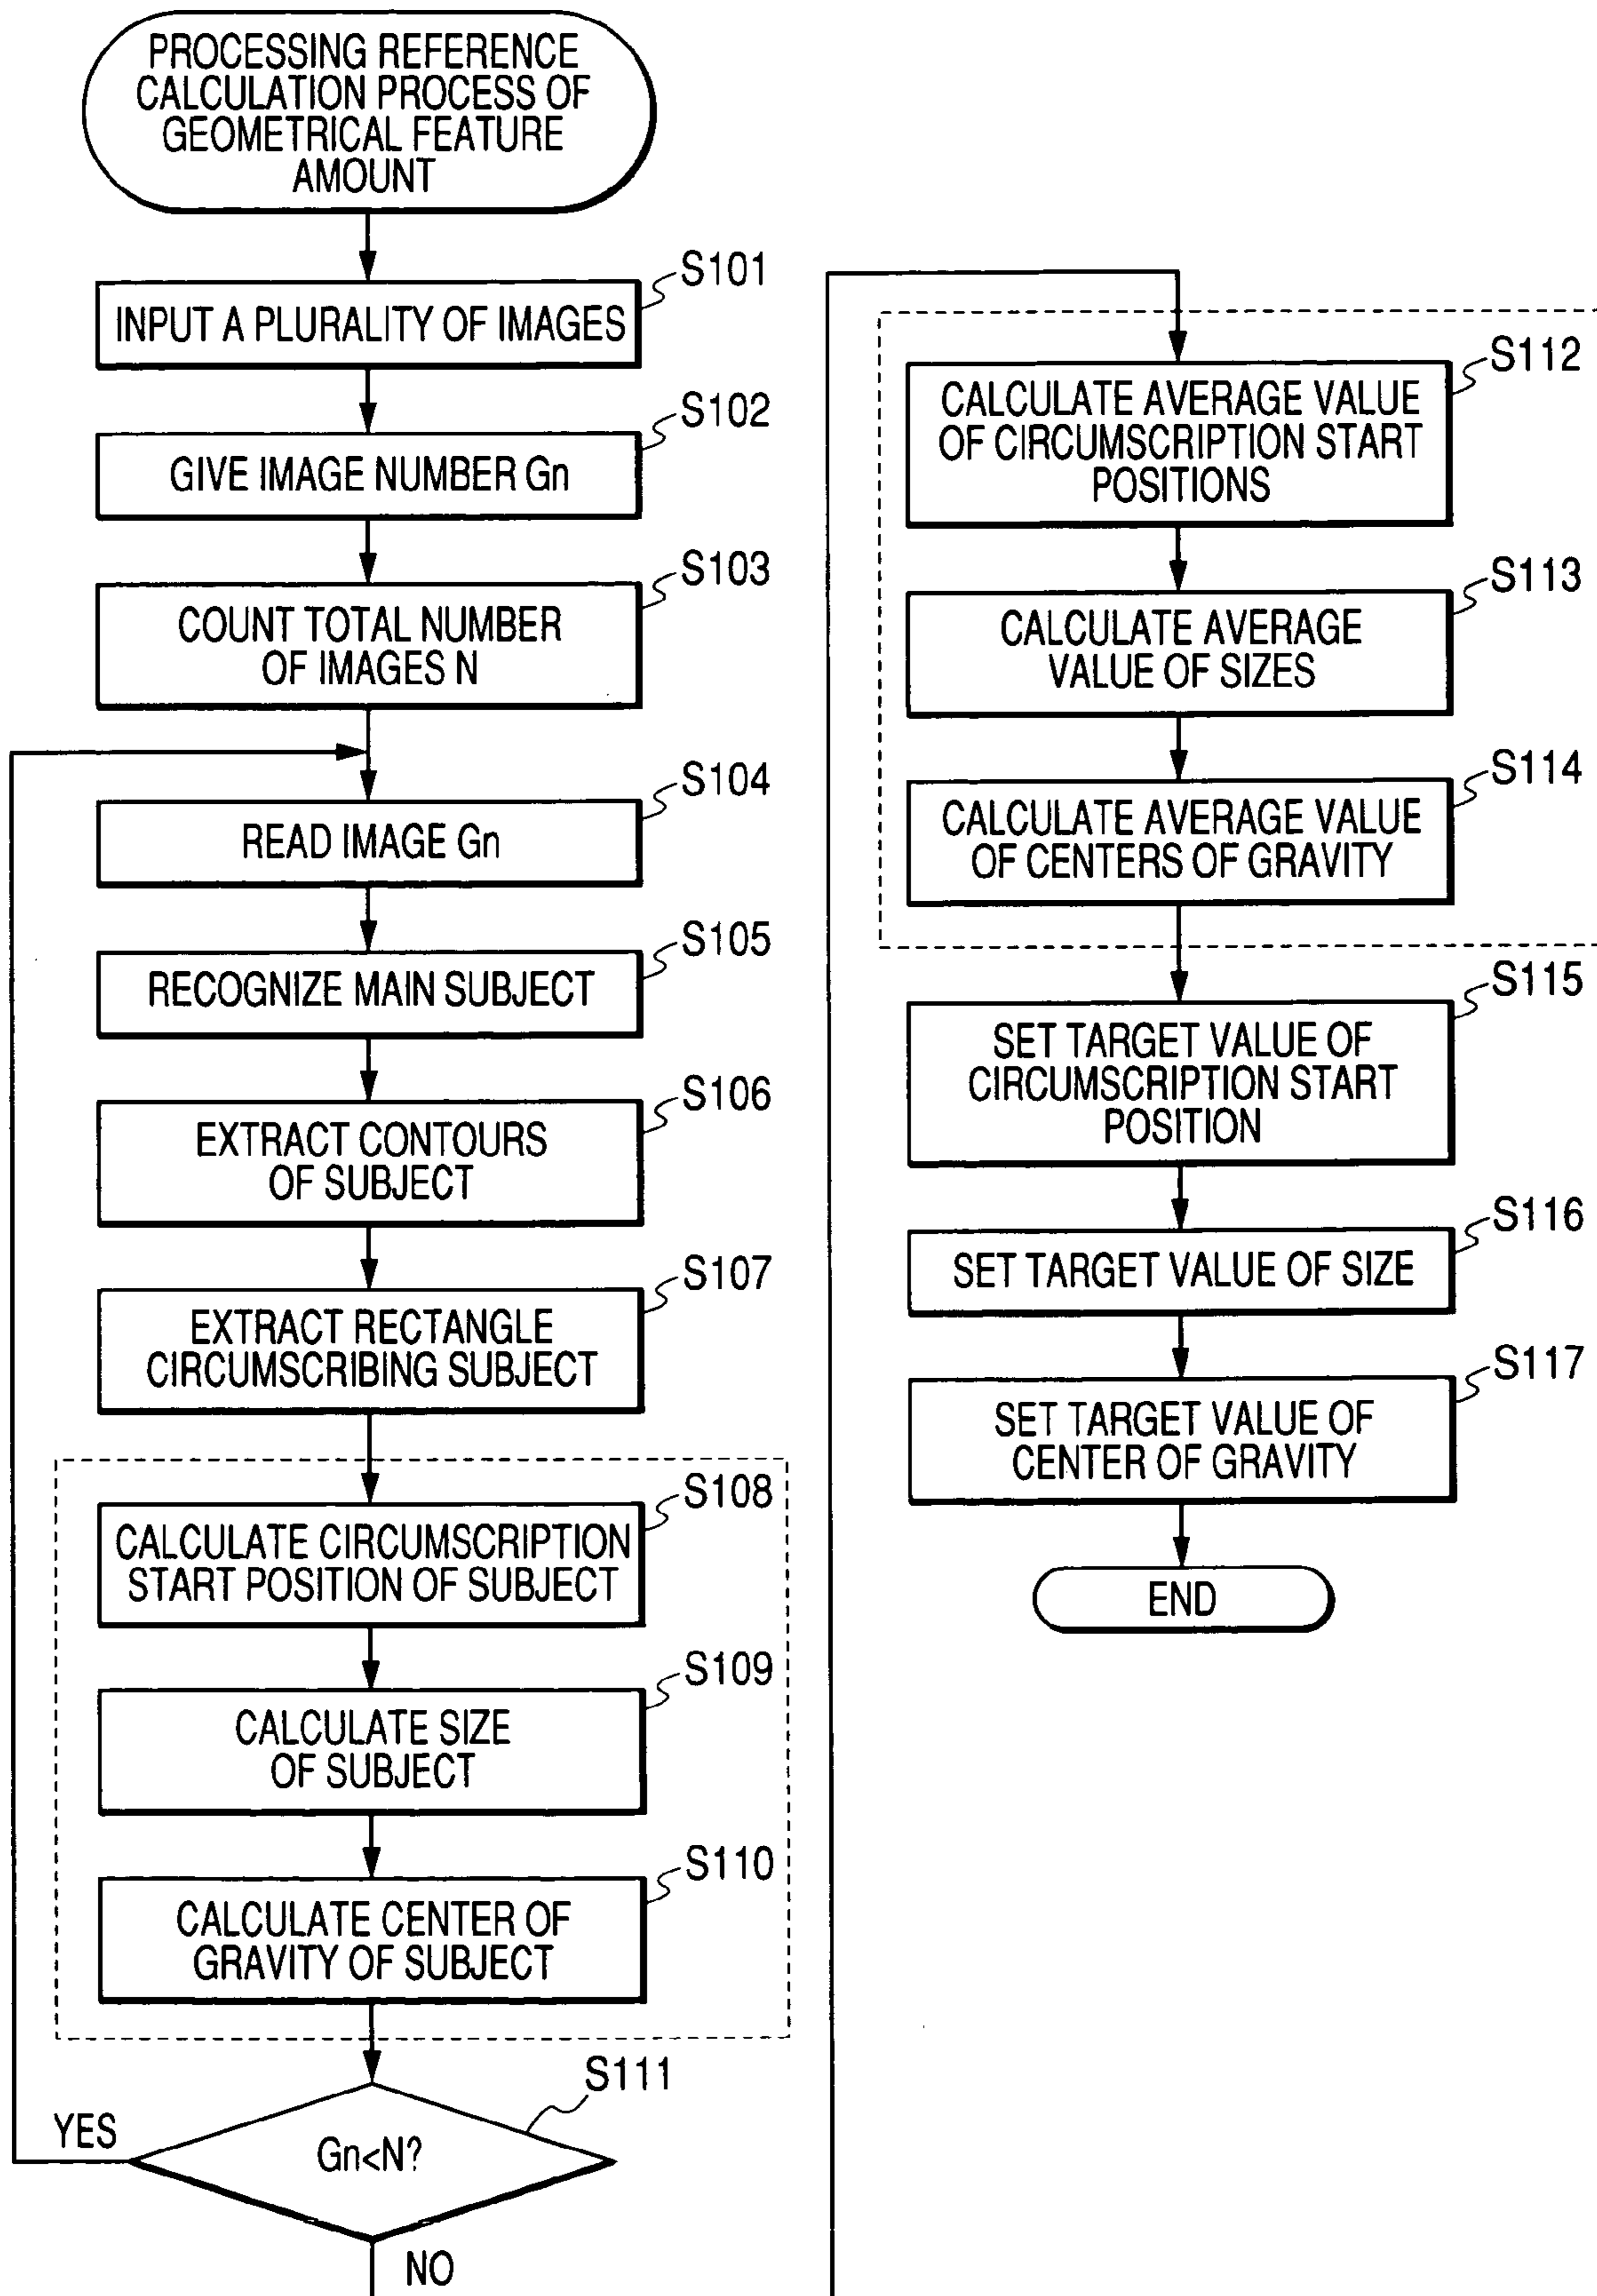 PROCESSING REFERENCE
CALCULATION PROCESS OF
GEOMETRICAL FEATURE
AMOUNT
S101
INPUT A PLURALITY OF IMAGES
S102
GIVE IMAGE NUMBER Gn
S103
COUNT TOTAL NUMBER
OF IMAGES N
S104
READ IMAGE Gn
S105
RECOGNIZE MAIN SUBJECT
S106
EXTRACT CONTOURS
OF SUBJECT
S107
EXTRACT RECTANGLE
CIRCUMSCRIBING SUBJECT
S108
CALCULATE CIRCUMSCRIPTION
START POSITION OF SUBJECT
S109
CALCULATE SIZE
OF SUBJECT
S110
CALCULATE CENTER OF
GRAVITY OF SUBJECT
S111
YES
Gn<N?
NO
S112
CALCULATE AVERAGE VALUE
OF CIRCUMSCRIPTION START
POSITIONS
S113
CALCULATE AVERAGE
VALUE OF SIZES
S114
CALCULATE AVERAGE VALUE
OF CENTERS OF GRAVITY
S115
SET TARGET VALUE OF
CIRCUMSCRIPTION START
POSITION
S116
SET TARGET VALUE OF SIZE
S117
SET TARGET VALUE OF
CENTER OF GRAVITY
END